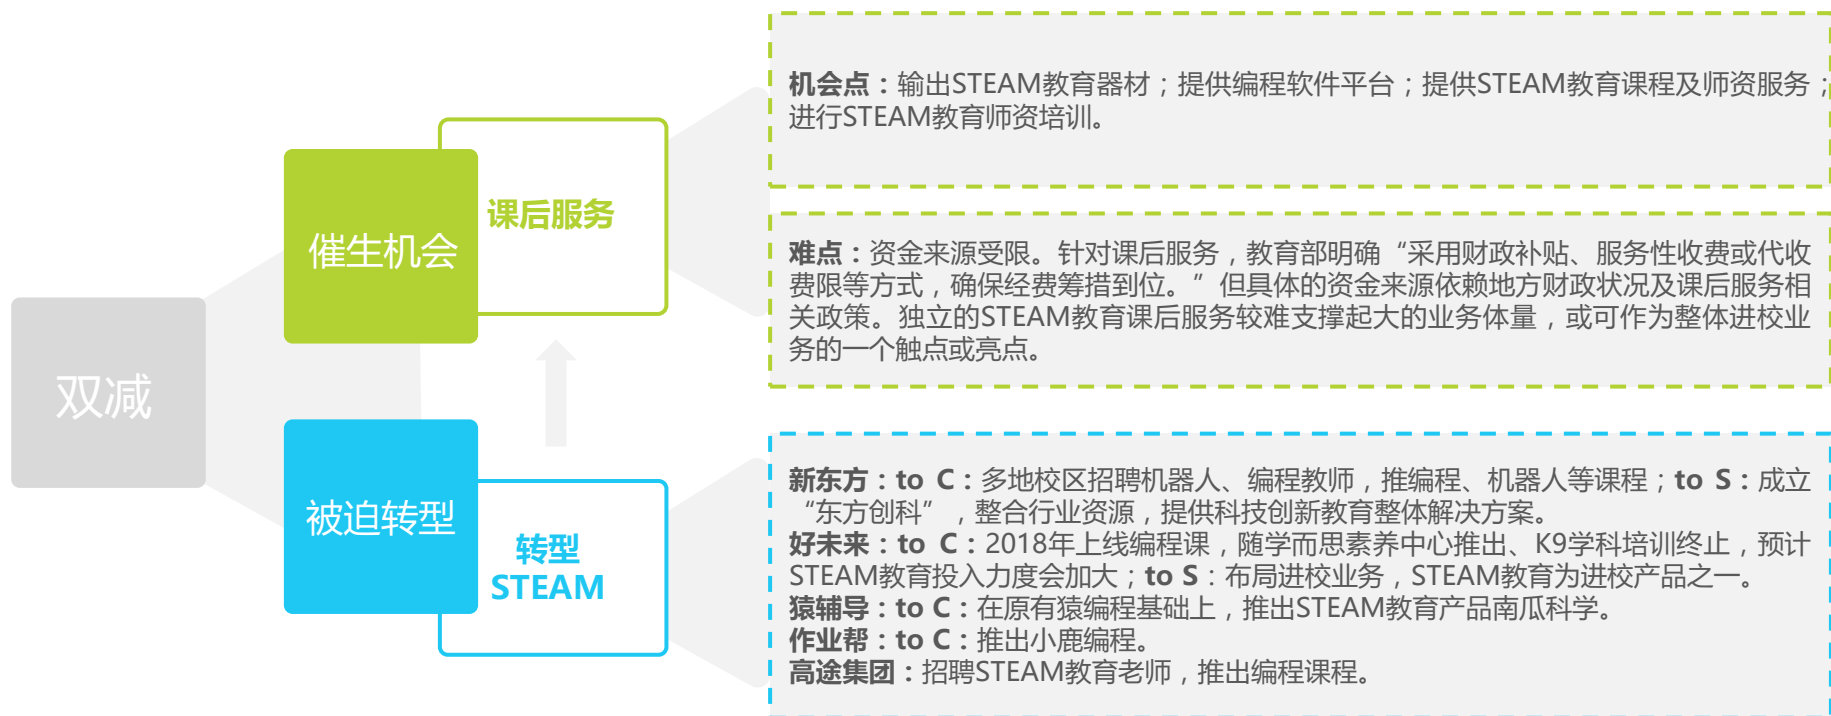 双减
催生机会
课后服务
被迫转型
转型
STEAM
机会点：输出STEAM教育器材；提供编程软件平台；提供STEAM教育课程及师资服务；
进行STEAM教育师资培训。
难点：资金来源受限。针对课后服务，教育部明确“采用财政补贴、服务性收费或代收
费限等方式，确保经费筹措到位。”但具体的资金来源依赖地方财政状况及课后服务相
关政策。独立的STEAM教育课后服务较难支撑起大的业务体量，或可作为整体进校业
务的一个触点或亮点。
新东方：to C：多地校区招聘机器人、编程教师，推编程、机器人等课程；to S：成立
“东方创科”，整合行业资源，提供科技创新教育整体解决方案。
好未来：to C：2018年上线编程课，随学而思素养中心推出、K9学科培训终止，预计
STEAM教育投入力度会加大；to S：布局进校业务，STEAM教育为进校产品之一。
猿辅导：to C：在原有猿编程基础上，推出STEAM教育产品南瓜科学。
作业帮：to C：推出小鹿编程。
高途集团：招聘STEAM教育老师，推出编程课程。